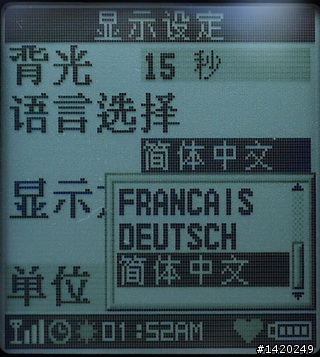 显示设定
背光 15 秒
语言选择
简体中文
显示
FRANCAIS
DEUTSCH
简体中文
单位
01:52AM
#1420249